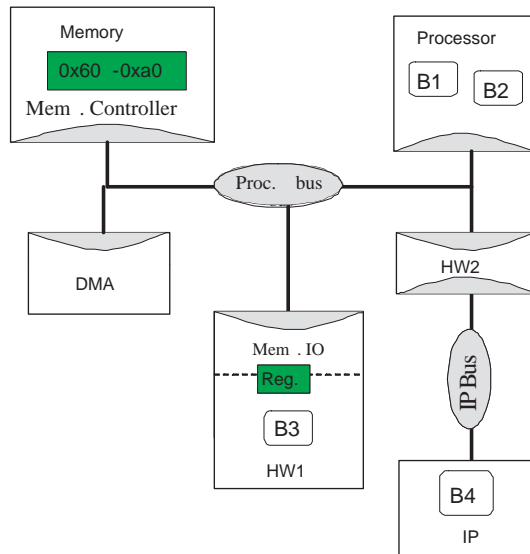 Memory
0x60 -0xa0
Mem . Controller
Processor
B1
B2
Proc. bus
DMA
HW2
Mem . IO
Reg.
B3
HW1
IP Bus
B4
IP